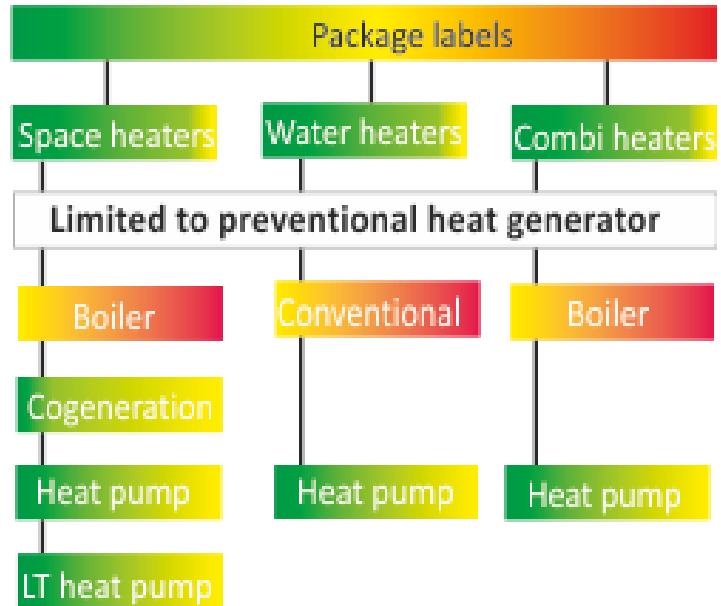 Package labels
Space heaters
Water heaters
Combi heaters
Limited to preventional heat generator
Boiler
Conventional
Boiler
Cogeneration
Heat pump
Heat pump
Heat pump
LT heat pump